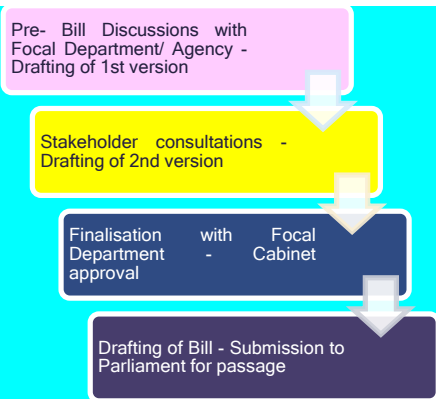 Pre- Bill Discussions with
Focal Department/ Agency -
Drafting of 1st version
Stakeholder consultations -
Drafting of 2nd version
Finalisation with Focal
Department - Cabinet
approval
Drafting of Bill - Submission to
Parliament for passage